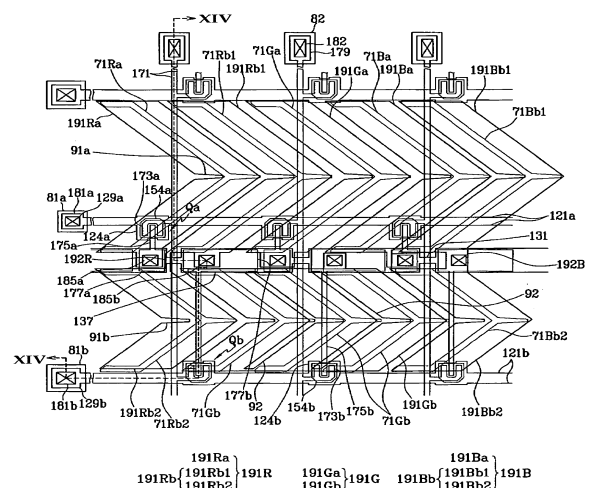 XIV
82
182
179
171
71Ra
71Rb1
191Rb1
71Ga
191Ga
71Ba
191Ba
191Bb1
71Bb1
191Ra
91a
173a
154a
Qa
81a
181a
129a
121a
175a
124a
131
192R
192B
185a
177a
185b
137
92
91b
71Bb2
XIV
81b
Qb
121b
181b
129b
191Rb2
71Rb2
71Gb
92
177b
124b
154b
173b
175b
71Gb
191Gb
191Bb2
191Ra
191Rb{191Rb1}191R
191Rb2
191Ga
191Gb}191G
191Ba
191Bb{191Bb1}191B
191Bb2